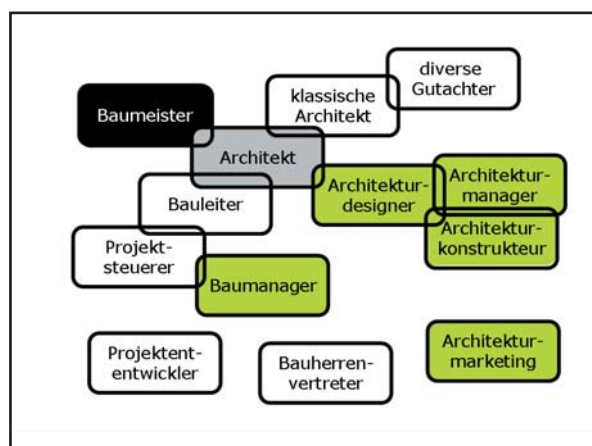 diverse
Gutachter
klassische
Architekt
Baumeister
Architekt
Architektur-
designer
Architektur-
manager
Bauleiter
Architektur-
konstrukteur
Projekt-
steuerer
Baumanager
Projektent-
entwickler
Bauherren-
vertreter
Architektur-
marketing